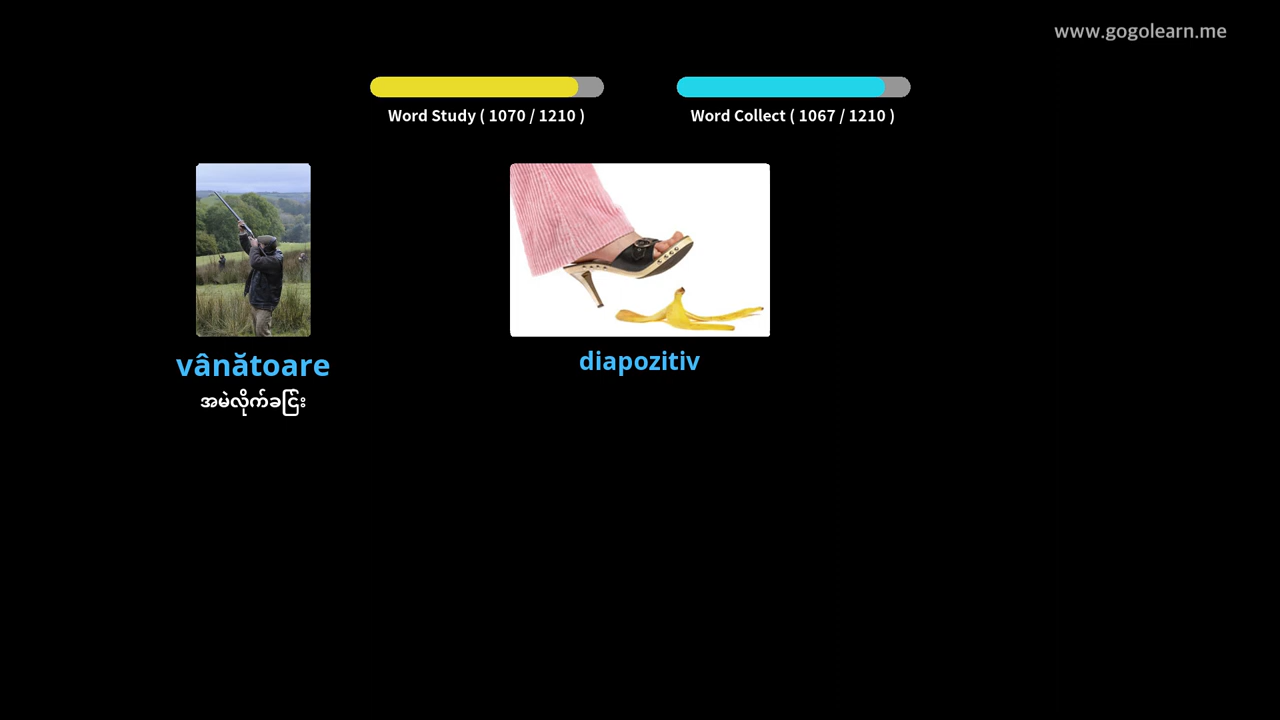 www.gogolearn.me
Word Study ( 1070 / 1210 )
Word Collect ( 1067 / 1210 )
vânătoare
အမဲလိုက်ခြင်း
diapozitiv